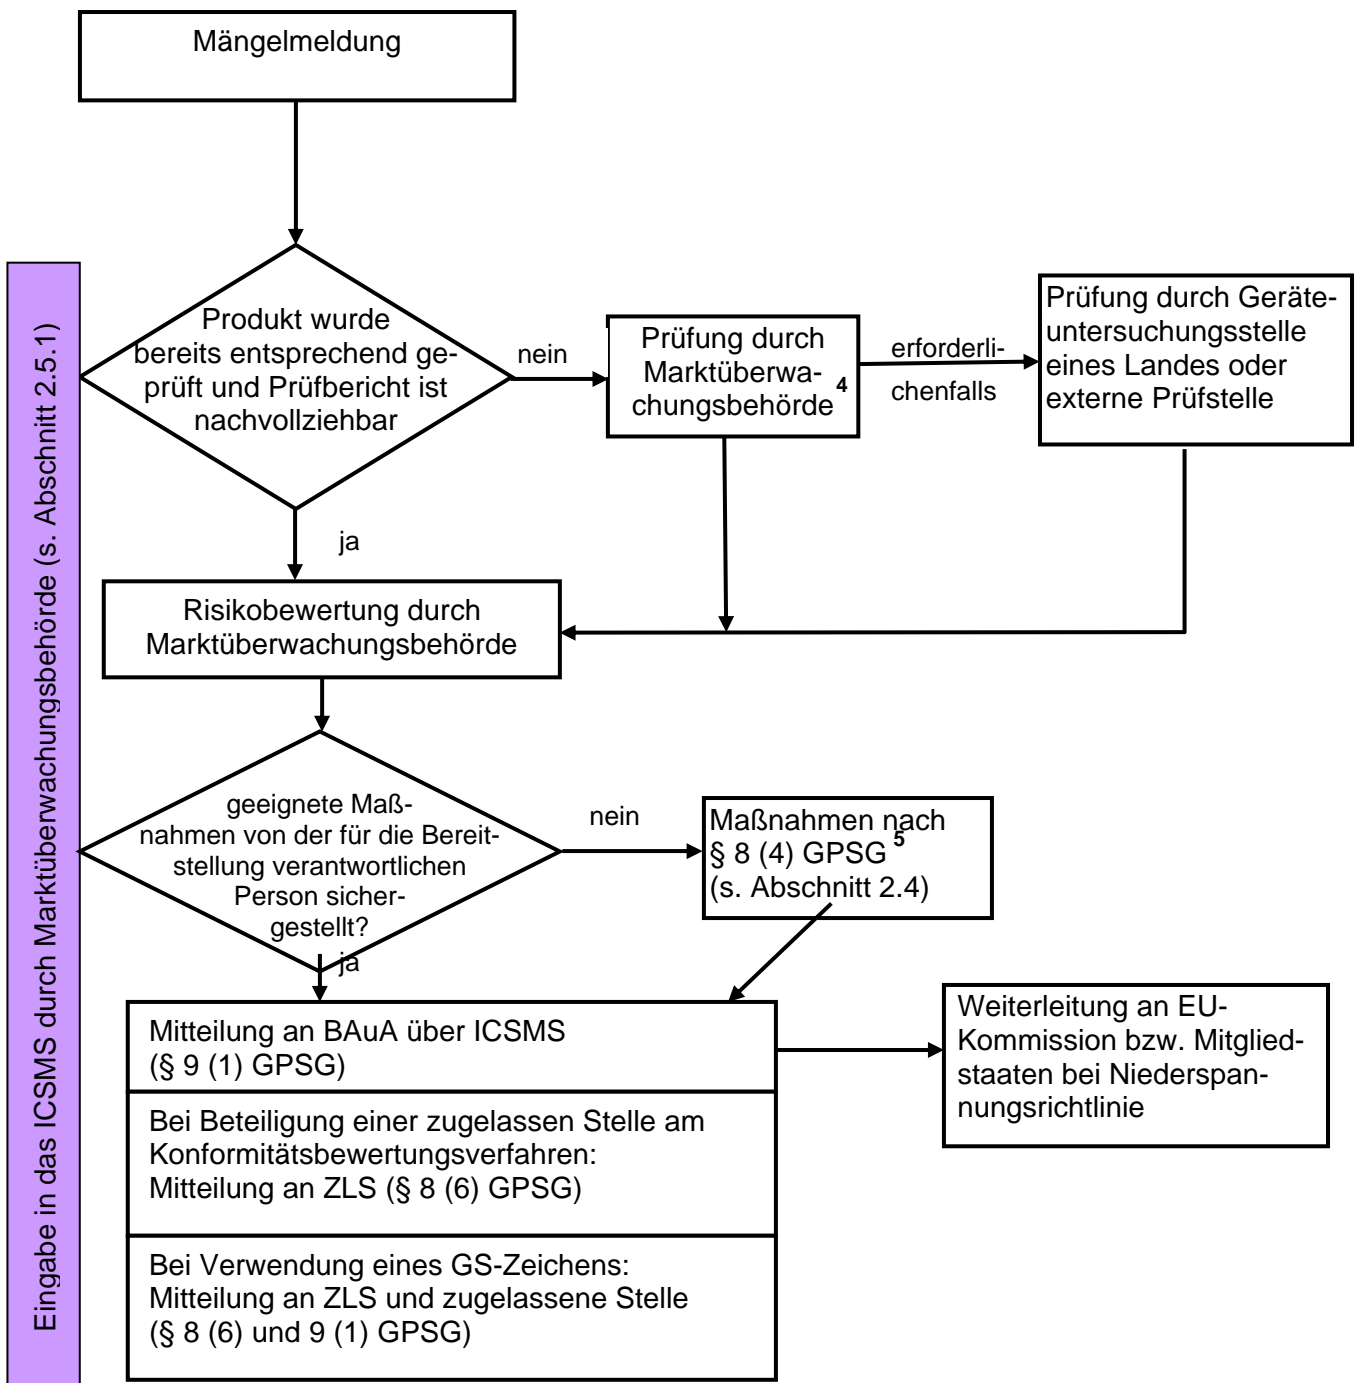 Mängelmeldung
Produkt wurde
bereits entsprechend ge-
prüft und Prüfbericht ist
nachvollziehbar
nein
Prüfung durch
Marktüberwa-
chungsbehörde 4
erforderli-
chenfalls
Prüfung durch Geräte-
untersuchungsstelle
eines Landes oder
externe Prüfstelle
ja
Risikobewertung durch
Marktüberwachungsbehörde
geeignete Maß-
nahmen von der für die Bereit-
stellung verantwortlichen
Person sicher-
gestellt?
nein
Maßnahmen nach
§ 8 (4) GPSG 5
(s. Abschnitt 2.4)
ja
Mitteilung an BAuA über ICSMS
(§ 9 (1) GPSG)
Bei Beteiligung einer zugelassen Stelle am
Konformitätsbewertungsverfahren:
Mitteilung an ZLS (§ 8 (6) GPSG)
Bei Verwendung eines GS-Zeichens:
Mitteilung an ZLS und zugelassene Stelle
(§ 8 (6) und 9 (1) GPSG)
Weiterleitung an EU-
Kommission bzw. Mitglied-
staaten bei Niederspan-
nungsrichtlinie
Eingabe in das ICSMS durch Marktüberwachungsbehörde (s. Abschnitt 2.5.1)